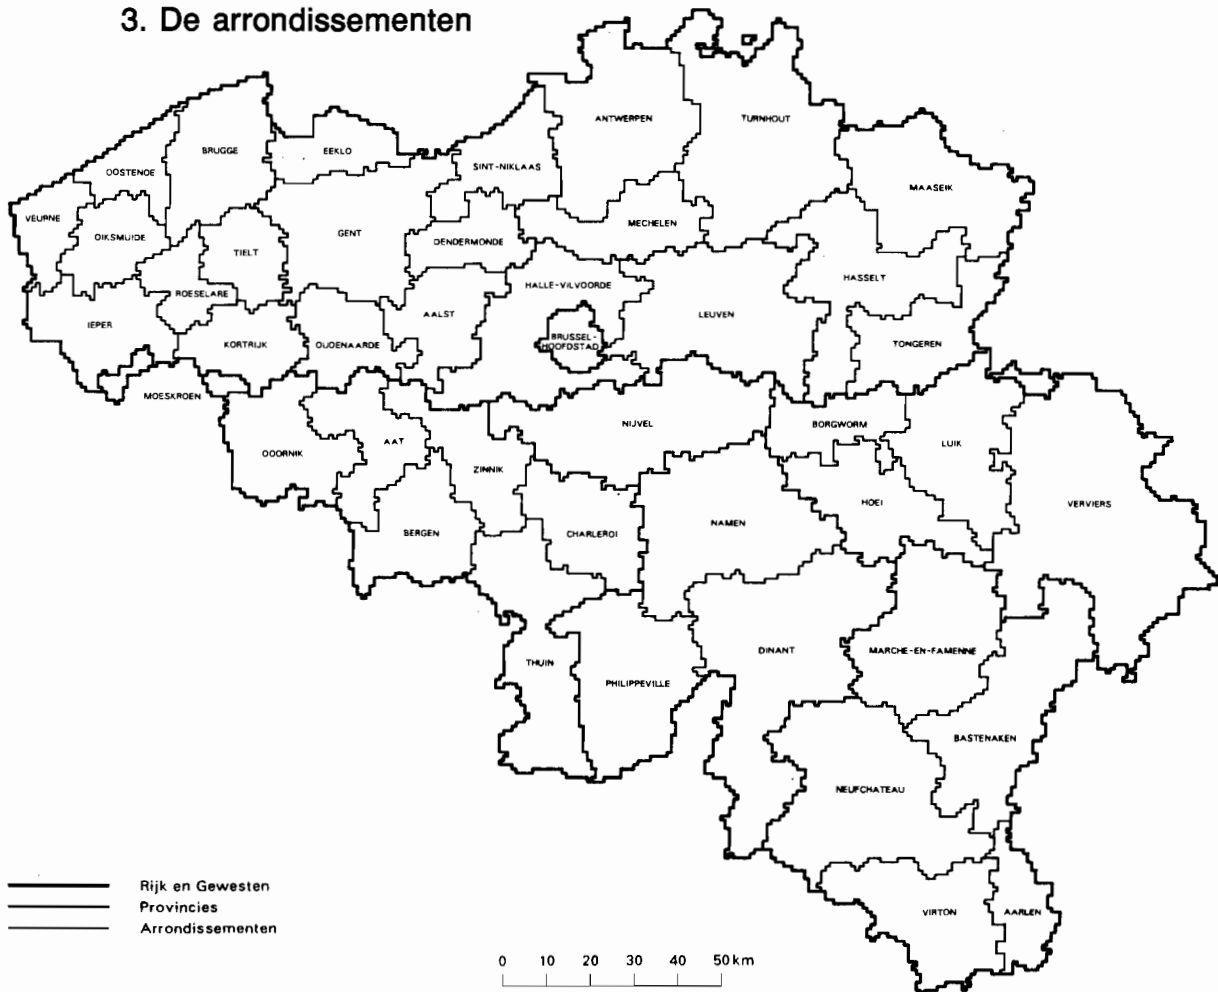 3. De arrondissementen
ANTWERPEN
TURNHOUT
BRUGGE
EEKLO
SINT-NIKLAAS
OOSTENDE
MAASEIK
VEURNE
MECHELEN
GENT
DIKSMUIDE
DENDERMONDE
TIELT
HASSELT
HALLE-VILVOORDE
ROESELARE
AALST
LEUVEN
IEPER
BRUSSEL-
HOOFDSTAD
KORTRIJK
OUDENAARDE
TONGEREN
MOESKROEN
NIJVEL
BORGWORM
AAT
LUIK
DOORNIK
ZINNIK
HOEI
VERVIERS
NAMEN
BERGEN
CHARLEROI
DINANT
MARCHE-EN-FAMENNE
THUIN
PHILIPPEVILLE
BASTENAKEN
NEUFCHATEAU
VIRTON
AARLEN
Rijk en Gewesten
Provincies
Arrondissementen
0 10 20 30 40 50 km